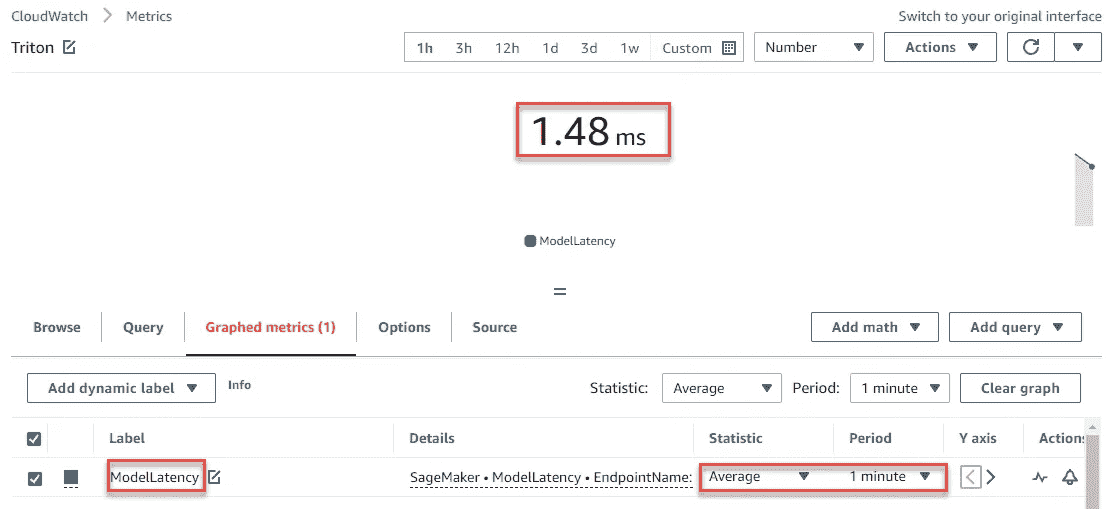 CloudWatch > Metrics
Switch to your original interface
Triton
1h 3h 12h 1d 3d 1w Custom
Number
Actions
1.48 ms
ModelLatency
Browse Query Graphed metrics (1) Options Source
Add math
Add query
Add dynamic label
Info
Statistic: Average
Period: 1 minute
Clear graph
Label Details Statistic Period Y axis Actions
ModelLatency SageMaker • ModelLatency • EndpointName: Average 1 minute < >